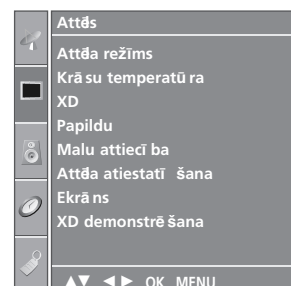 Attēls
Attēla režīms
Krāsu temperatūra
XD
Papildu
Malu attiecība
Attēla atiestatīšana
Ekrāns
XD demonstrēšana
▲▼ ◄► OK MENU